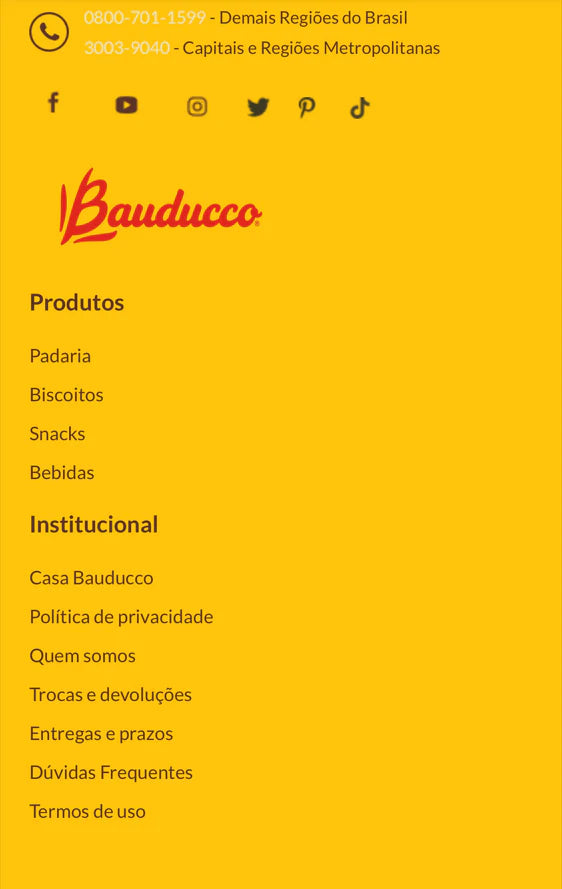 0800-701-1599 - Demais Regiões do Brasil
3003-9040 - Capitais e Regiões Metropolitanas
Bauducco
Produtos
Padaria
Biscoitos
Snacks
Bebidas
Institucional
Casa Bauducco
Política de privacidade
Quem somos
Trocas e devoluções
Entregas e prazos
Dúvidas Frequentes
Termos de uso